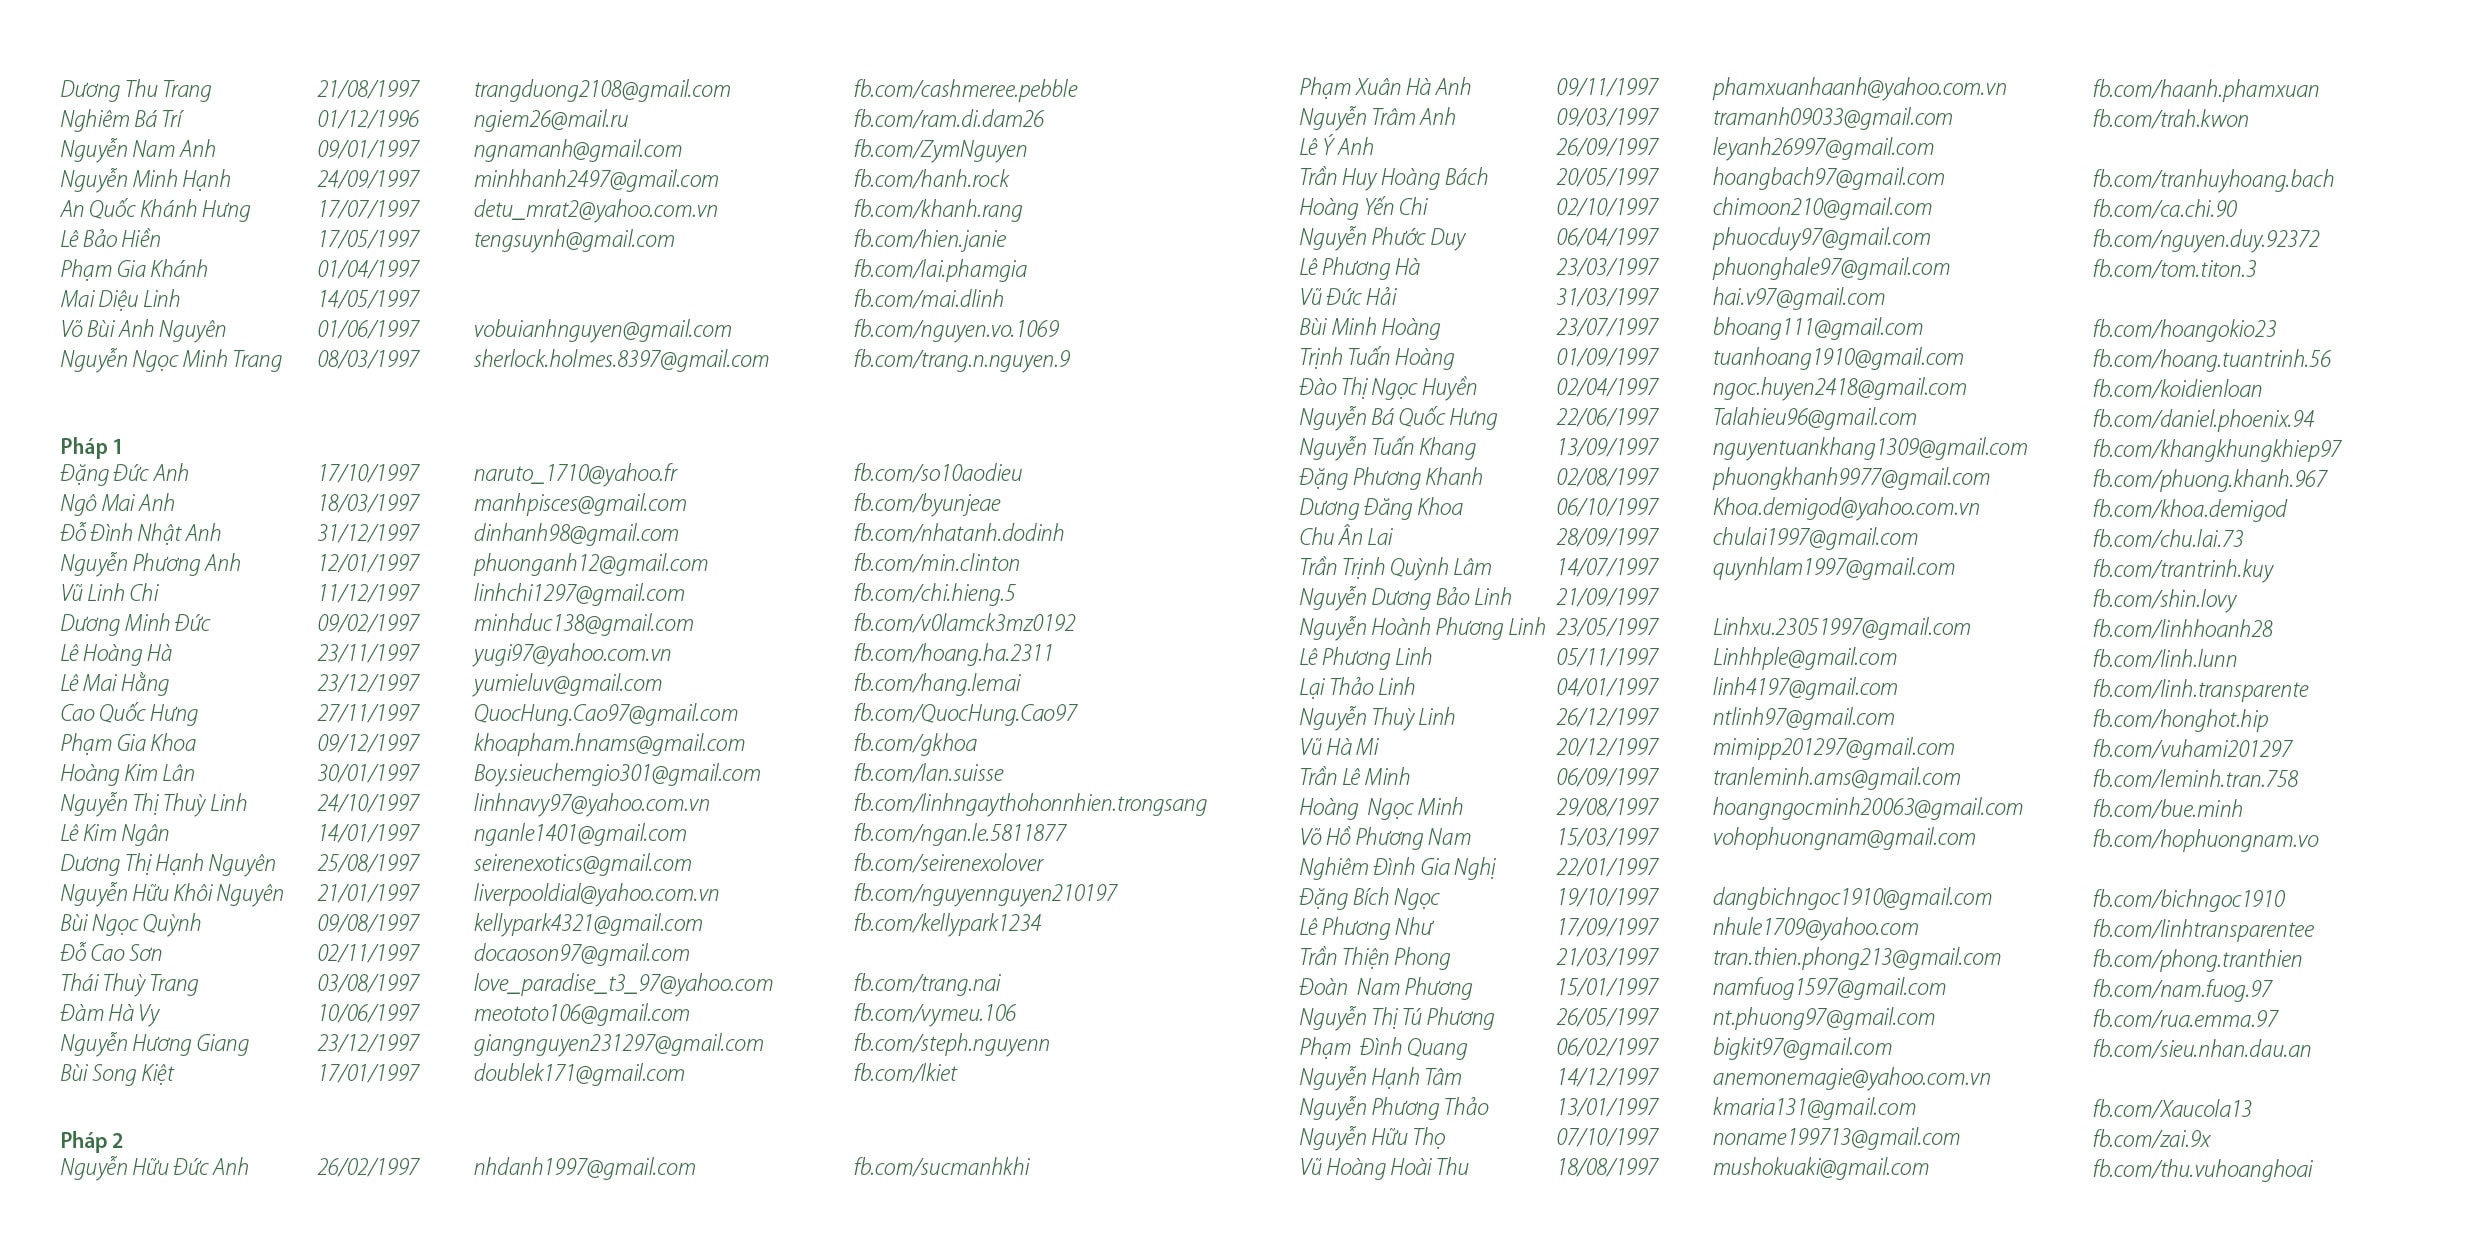 Dương Thu Trang 21/08/1997 trangduong2108@gmail.com fb.com/cashmeree.pebble
Nghiêm Bá Trí 01/12/1996 ngiem26@mail.ru fb.com/ram.di.dam26
Nguyễn Nam Anh 09/01/1997 ngnamanh@gmail.com fb.com/ZymNguyen
Nguyễn Minh Hạnh 24/09/1997 minhhanh2497@gmail.com fb.com/hanh.rock
An Quốc Khánh Hưng 17/07/1997 detu_mrat2@yahoo.com.vn fb.com/khanh.rang
Lê Bảo Hiền 17/05/1997 tengsuynh@gmail.com fb.com/hien.janie
Phạm Gia Khánh 01/04/1997 fb.com/lai.phamgia
Mai Diệu Linh 14/05/1997 fb.com/mai.dlinh
Võ Bùi Anh Nguyên 01/06/1997 vobuianhnguyen@gmail.com fb.com/nguyen.vo.1069
Nguyễn Ngọc Minh Trang 08/03/1997 sherlock.holmes.8397@gmail.com fb.com/trang.n.nguyen.9
Pháp 1
Đặng Đức Anh 17/10/1997 naruto_1710@yahoo.fr fb.com/so10aodieu
Ngô Mai Anh 18/03/1997 manhpisces@gmail.com fb.com/byunjeae
Đỗ Đình Nhật Anh 31/12/1997 dinhanh98@gmail.com fb.com/nhatanh.dodinh
Nguyễn Phương Anh 12/01/1997 phuonganh12@gmail.com fb.com/min.clinton
Vũ Linh Chi 11/12/1997 linhchi1297@gmail.com fb.com/chi.hieng.5
Dương Minh Đức 09/02/1997 minhduc138@gmail.com fb.com/v0lamck3mz0192
Lê Hoàng Hà 23/11/1997 yugi97@yahoo.com.vn fb.com/hoang.ha.2311
Lê Mai Hằng 23/12/1997 yumieluv@gmail.com fb.com/hang.lemai
Cao Quốc Hưng 27/11/1997 QuocHung.Cao97@gmail.com fb.com/QuocHung.Cao97
Phạm Gia Khoa 09/12/1997 khoapham.hnams@gmail.com fb.com/gkhoa
Hoàng Kim Lân 30/01/1997 Boy.sieuchemgio301@gmail.com fb.com/lan.suisse
Nguyễn Thị Thuỳ Linh 24/10/1997 linhnavy97@yahoo.com.vn fb.com/linhngaythohonnhien.trongsang
Lê Kim Ngân 14/01/1997 nganle1401@gmail.com fb.com/ngan.le.5811877
Dương Thị Hạnh Nguyên 25/08/1997 seirenexotics@gmail.com fb.com/seirenexolover
Nguyễn Hữu Khôi Nguyên 21/01/1997 liverpooldial@yahoo.com.vn fb.com/nguyennguyen210197
Bùi Ngọc Quỳnh 09/08/1997 kellypark4321@gmail.com fb.com/kellypark1234
Đỗ Cao Sơn 02/11/1997 docaoson97@gmail.com
Thái Thuỳ Trang 03/08/1997 love_paradise_t3_97@yahoo.com fb.com/trang.nai
Đàm Hà Vy 10/06/1997 meototo106@gmail.com fb.com/vymeu.106
Nguyễn Hương Giang 23/12/1997 giangnguyen231297@gmail.com fb.com/steph.nguyenn
Bùi Song Kiệt 17/01/1997 doublek171@gmail.com fb.com/lkiet
Pháp 2
Nguyễn Hữu Đức Anh 26/02/1997 nhdanh1997@gmail.com fb.com/sucmanhkhi
Phạm Xuân Hà Anh 09/11/1997 phamxuanhaanh@yahoo.com.vn fb.com/haanh.phamxuan
Nguyễn Trâm Anh 09/03/1997 tramanh09033@gmail.com fb.com/trah.kwon
Lê Ý Anh 26/09/1997 leyanh26997@gmail.com
Trần Huy Hoàng Bách 20/05/1997 hoangbach97@gmail.com fb.com/tranhuyhoang.bach
Hoàng Yến Chi 02/10/1997 chimoon210@gmail.com fb.com/ca.chi.90
Nguyễn Phước Duy 06/04/1997 phuocduy97@gmail.com fb.com/nguyen.duy.92372
Lê Phương Hà 23/03/1997 phuonghale97@gmail.com fb.com/tom.titon.3
Vũ Đức Hải 31/03/1997 hai.v97@gmail.com
Bùi Minh Hoàng 23/07/1997 bhoang111@gmail.com fb.com/hoangokio23
Trịnh Tuấn Hoàng 01/09/1997 tuanhoang1910@gmail.com fb.com/hoang.tuantrinh.56
Đào Thị Ngọc Huyền 02/04/1997 ngoc.huyen2418@gmail.com fb.com/koidienloan
Nguyễn Bá Quốc Hưng 22/06/1997 Talahieu96@gmail.com fb.com/daniel.phoenix.94
Nguyễn Tuấn Khang 13/09/1997 nguyentuankhang1309@gmail.com fb.com/khangkhungkhiep97
Đặng Phương Khanh 02/08/1997 phuongkhanh9977@gmail.com fb.com/phuong.khanh.967
Dương Đăng Khoa 06/10/1997 Khoa.demigod@yahoo.com.vn fb.com/khoa.demigod
Chu Ân Lai 28/09/1997 chulai1997@gmail.com fb.com/chu.lai.73
Trần Trịnh Quỳnh Lâm 14/07/1997 quynhlam1997@gmail.com fb.com/trantrinh.kuy
Nguyễn Dương Bảo Linh 21/09/1997 fb.com/shin.lovy
Nguyễn Hoành Phương Linh 23/05/1997 Linhxu.23051997@gmail.com fb.com/linhhoanh28
Lê Phương Linh 05/11/1997 Linhhple@gmail.com fb.com/linh.lunn
Lại Thảo Linh 04/01/1997 linh4197@gmail.com fb.com/linh.transparente
Nguyễn Thuỳ Linh 26/12/1997 ntlinh97@gmail.com fb.com/honghot.hip
Vũ Hà Mi 20/12/1997 mimipp201297@gmail.com fb.com/vuhami201297
Trần Lê Minh 06/09/1997 tranleminh.ams@gmail.com fb.com/leminh.tran.758
Hoàng Ngọc Minh 29/08/1997 hoangngocminh20063@gmail.com fb.com/bue.minh
Võ Hồ Phương Nam 15/03/1997 vohophuongnam@gmail.com fb.com/hophuongnam.vo
Nghiêm Đình Gia Nghị 22/01/1997
Đặng Bích Ngọc 19/10/1997 dangbichngoc1910@gmail.com fb.com/bichngoc1910
Lê Phương Như 17/09/1997 nhule1709@yahoo.com fb.com/linhtransparentee
Trần Thiện Phong 21/03/1997 tran.thien.phong213@gmail.com fb.com/phong.tranthien
Đoàn Nam Phương 15/01/1997 namfuog1597@gmail.com fb.com/nam.fuog.97
Nguyễn Thị Tú Phương 26/05/1997 nt.phuong97@gmail.com fb.com/rua.emma.97
Phạm Đình Quang 06/02/1997 bigkit97@gmail.com fb.com/sieu.nhan.dau.an
Nguyễn Hạnh Tâm 14/12/1997 anemonemagie@yahoo.com.vn
Nguyễn Phương Thảo 13/01/1997 kmaria131@gmail.com fb.com/Xaucola13
Nguyễn Hữu Thọ 07/10/1997 noname199713@gmail.com fb.com/zai.9x
Vũ Hoàng Hoài Thu 18/08/1997 mushokuaki@gmail.com fb.com/thu.vuhoanghoai